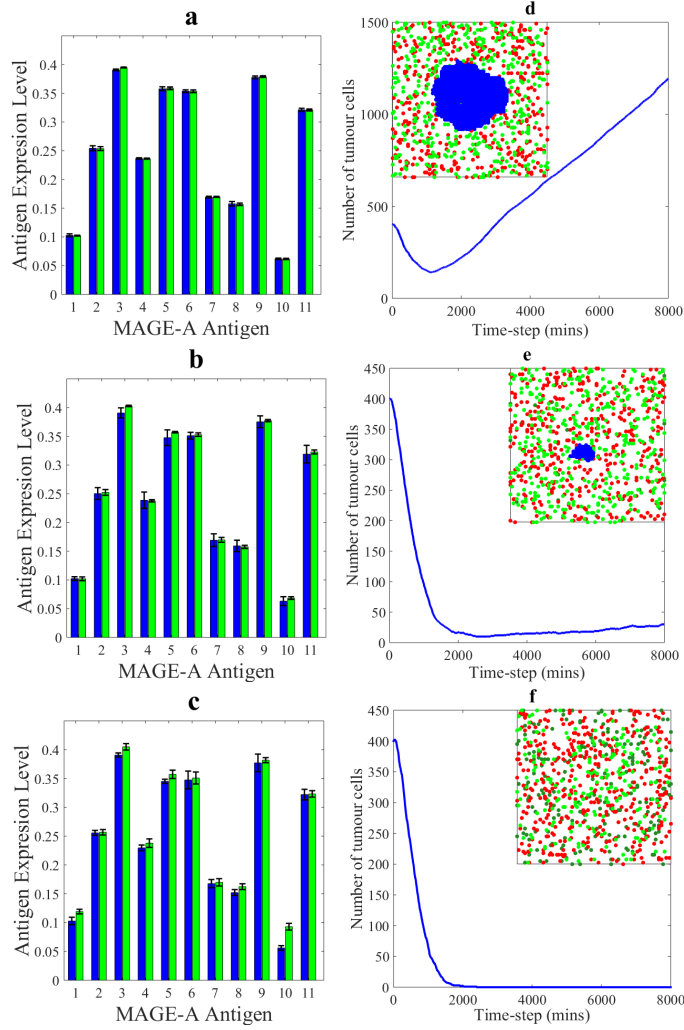 a
Antigen Expression Level
0.4
0.35
0.3
0.25
0.2
0.15
0.1
0.05
0
1 2 3 4 5 6 7 8 9 10 11
MAGE-A Antigen
d
Number of tumour cells
1500
1000
500
0
0 2000 4000 6000 8000
Time-step (mins)
b
Antigen Expresion Level
0.4
0.35
0.3
0.25
0.2
0.15
0.1
0.05
0
1 2 3 4 5 6 7 8 9 10 11
MAGE-A Antigen
e
Number of tumour cells
450
400
350
300
250
200
150
100
50
0
0 2000 4000 6000 8000
Time-step (mins)
c
Antigen Expresion Level
0.4
0.35
0.3
0.25
0.2
0.15
0.1
0.05
0
1 2 3 4 5 6 7 8 9 10 11
MAGE-A Antigen
f
Number of tumour cells
450
400
350
300
250
200
150
100
50
0
0 2000 4000 6000 8000
Time-step (mins)